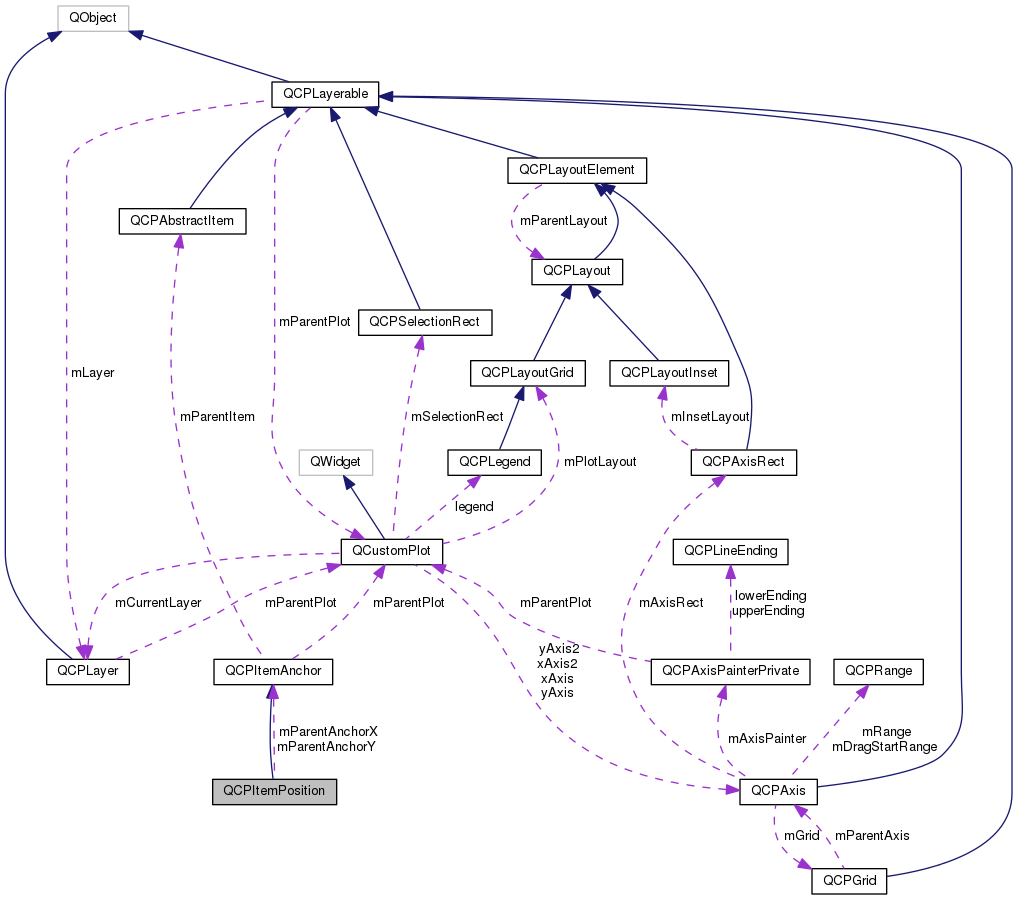 QObject
QCPLayerable
QCPLayoutElement
QCPAbstractItem
mParentLayout
QCPLayout
mParentPlot
QCPSelectionRect
mLayer
QCPLayoutGrid
QCPLayoutInset
mParentItem
mSelectionRect
mInsetLayout
QWidget
QCPLegend
mPlotLayout
QCPAxisRect
legend
QCustomPlot
QCPLineEnding
mCurrentLayer
mParentPlot
mParentPlot
mParentPlot
mAxisRect
lowerEnding
upperEnding
yAxis2
xAxis2
xAxis
yAxis
QCPLayer
QCPItemAnchor
QCPAxisPainterPrivate
QCPRange
mParentAnchorX
mParentAnchorY
mAxisPainter
mRange
mDragStartRange
QCPItemPosition
QCPAxis
mGrid
mParentAxis
QCPGrid